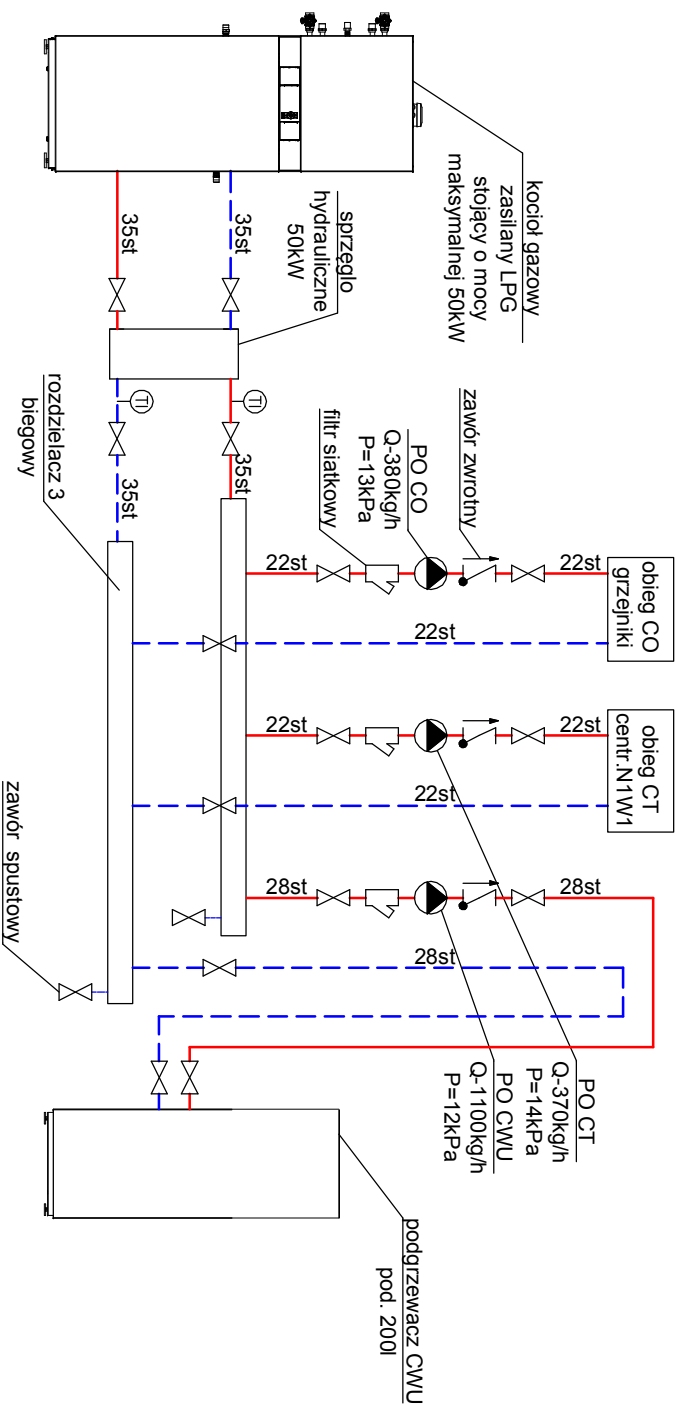 kocioł gazowy
zasilany LPG
stojący o mocy
maksymalnej 50kW
sprzęgło
hydrauliczne
50kW
35st
35st
35st
35st
TI
TI
rozdzielacz 3
biegowy
zawór zwrotny
PO CO
Q-380kg/h
P=13kPa
filtr siatkowy
obieg CO
grzejniki
22st
22st
22st
obieg CT
centr.N1W1
22st
22st
22st
28st
28st
28st
PO CT
Q-370kg/h
P=14kPa
PO CWU
Q-1100kg/h
P=12kPa
zawór spustowy
podgrzewacz CWU
pod. 200l